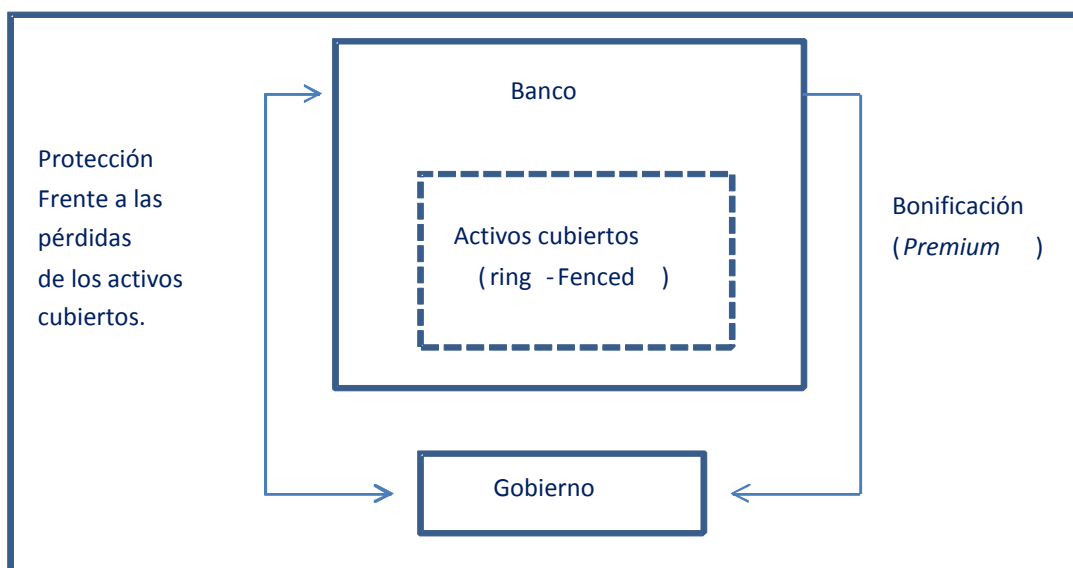 Banco
Protección
Frente a las
pérdidas
de los activos
cubiertos.
Activos cubiertos
(ring -Fenced )
Bonificación
(Premium )
Gobierno